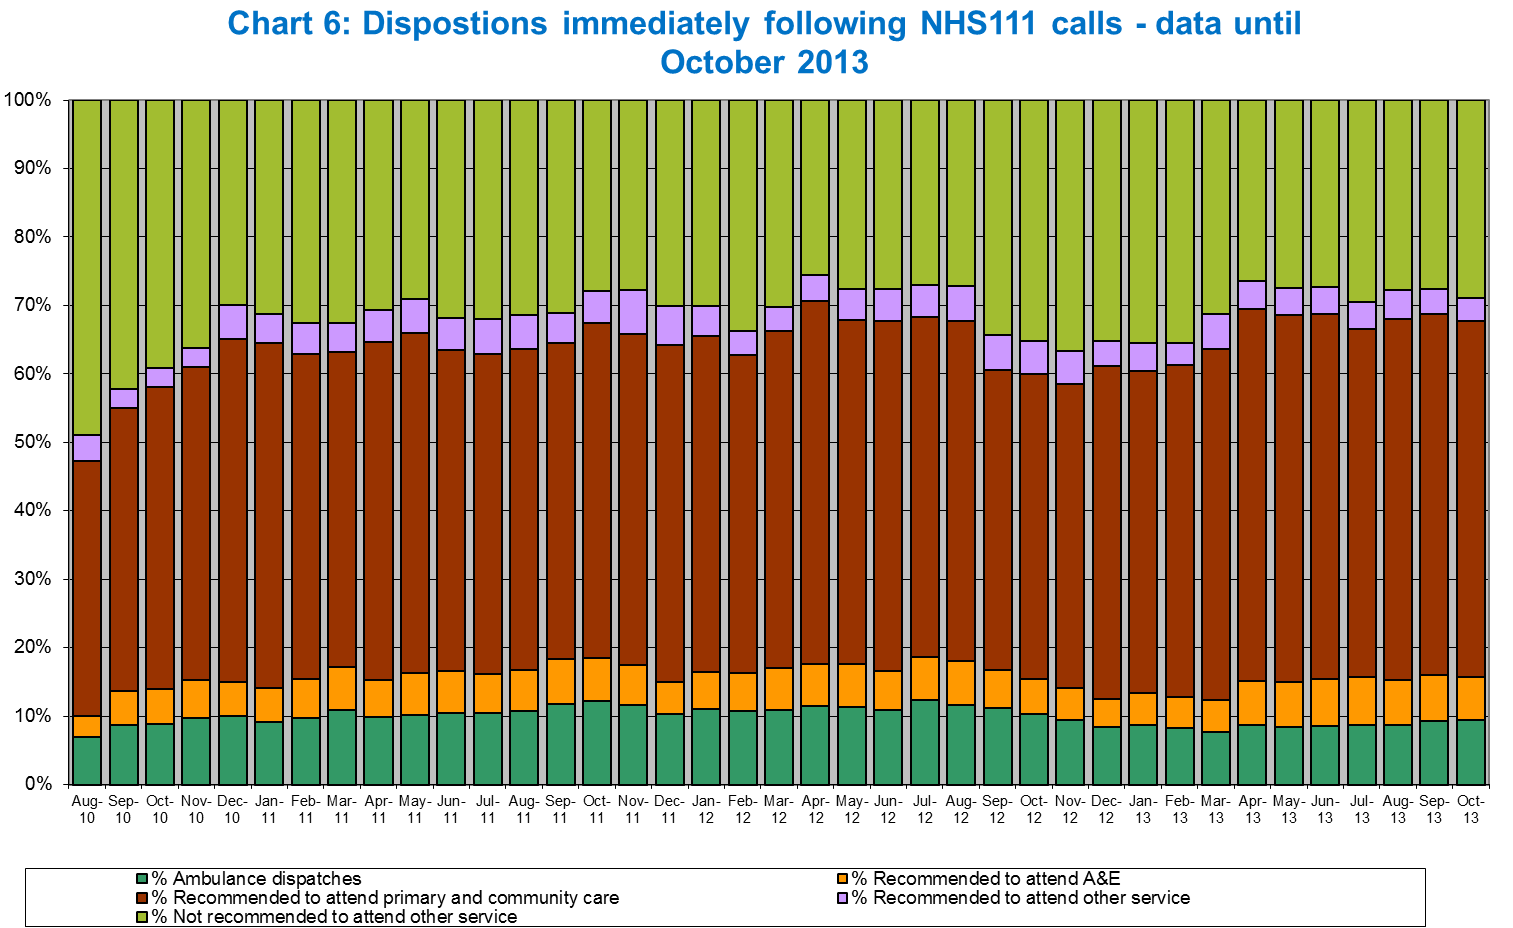 Chart 6: Dispostions immediately following NHS111 calls - data until
October 2013
100%
90%
80%
70%
60%
50%
40%
30%
20%
10%
0%
Aug- Sep- Oct- Nov- Dec- Jan- Feb- Mar- Apr- May- Jun- Jul- Aug- Sep- Oct- Nov- Dec- Jan- Feb- Mar- Apr- May- Jun- Jul- Aug- Sep- Oct- Nov- Dec- Jan- Feb- Mar- Apr- May- Jun- Jul- Aug- Sep- Oct-
10 10 10 10 10 11 11 11 11 11 11 11 11 11 11 11 11 12 12 12 12 12 12 12 12 12 12 12 12 13 13 13 13 13 13 13 13 13 13
% Ambulance dispatches % Recommended to attend A&E
% Recommended to attend primary and community care % Recommended to attend other service
% Not recommended to attend other service